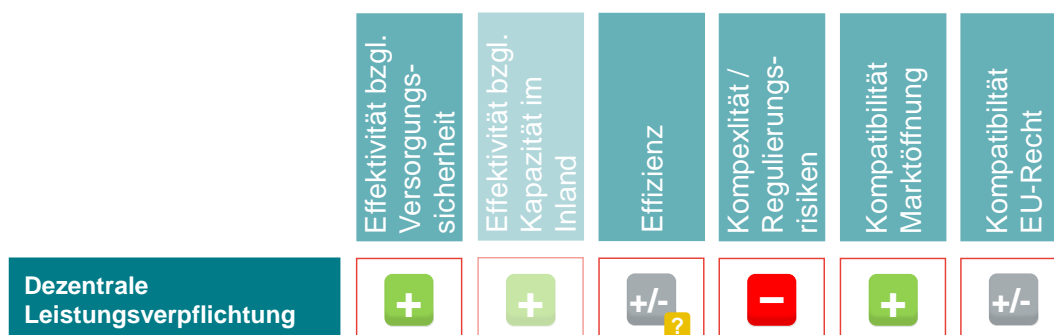 Effektivität bzgl.
Versorgungs-
sicherheit
Effektivität bzgl.
Kapazität im
Inland
Effizienz
Kompexlität /
Regulierungs-
risiken
Kompatibilität
Marktöffnung
Kompatibiltät
EU-Recht
Dezentrale
Leistungsverpflichtung
+
+
+/-
?
−
+
+/-